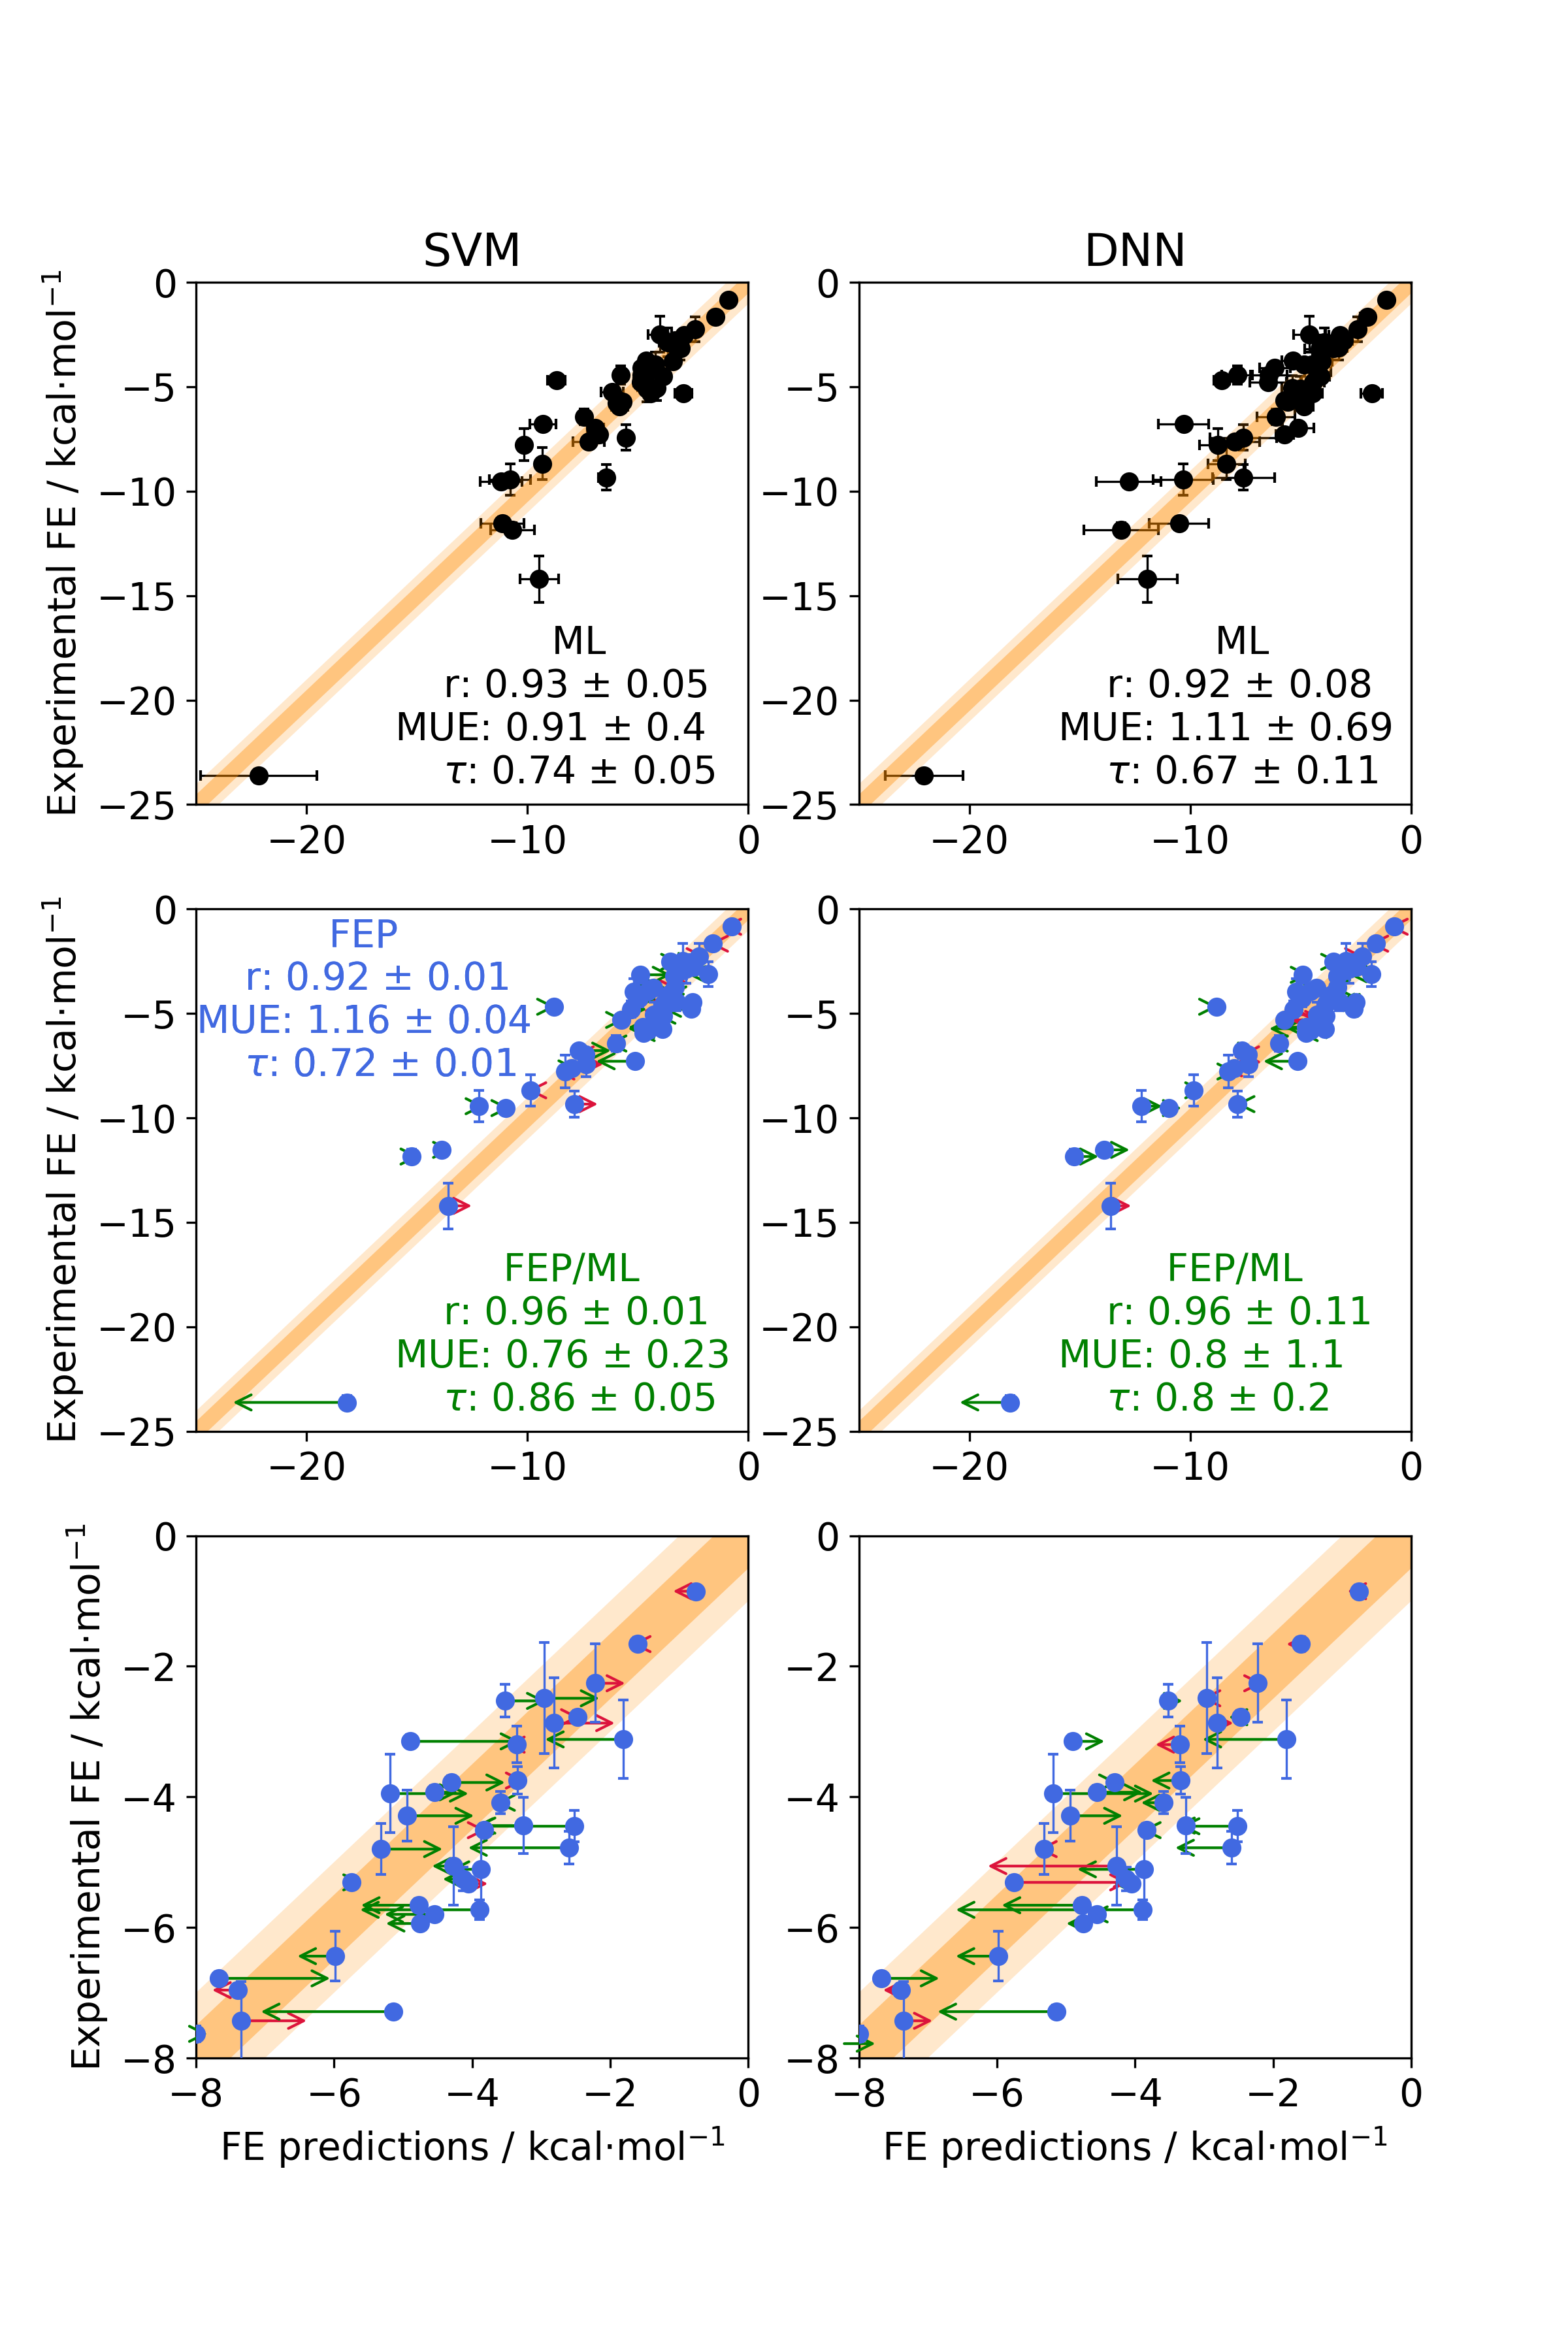 SVM
DNN
Experimental FE / kcal·mol⁻¹
0
−5
−10
−15
−20
−25
−20
−10
0
ML
r: 0.93 ± 0.05
MUE: 0.91 ± 0.4
τ: 0.74 ± 0.05
0
−5
−10
−15
−20
−25
−20
−10
0
ML
r: 0.92 ± 0.08
MUE: 1.11 ± 0.69
τ: 0.67 ± 0.11
Experimental FE / kcal·mol⁻¹
0
−5
−10
−15
−20
−25
−20
−10
0
FEP
r: 0.92 ± 0.01
MUE: 1.16 ± 0.04
τ: 0.72 ± 0.01
FEP/ML
r: 0.96 ± 0.01
MUE: 0.76 ± 0.23
τ: 0.86 ± 0.05
0
−5
−10
−15
−20
−25
−20
−10
0
FEP/ML
r: 0.96 ± 0.11
MUE: 0.8 ± 1.1
τ: 0.8 ± 0.2
Experimental FE / kcal·mol⁻¹
0
−2
−4
−6
−8
−8
−6
−4
−2
0
FE predictions / kcal·mol⁻¹
0
−2
−4
−6
−8
−8
−6
−4
−2
0
FE predictions / kcal·mol⁻¹